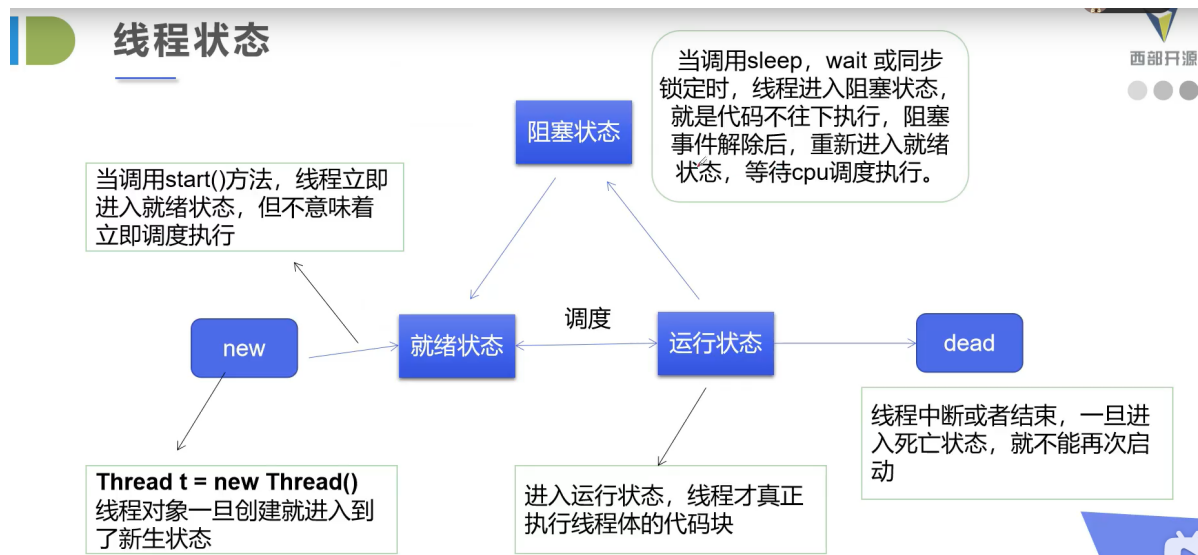 线程状态
西部开源
当调用sleep，wait 或同步
锁定时，线程进入阻塞状态，
就是代码不往下执行，阻塞
事件解除后，重新进入就绪
状态，等待cpu调度执行。
阻塞状态
当调用start()方法，线程立即
进入就绪状态，但不意味着
立即调度执行
new
就绪状态
调度
运行状态
dead
线程中断或者结束，一旦进
入死亡状态，就不能再次启
动
Thread t = new Thread()
线程对象一旦创建就进入到
了新生状态
进入运行状态，线程才真正
执行线程体的代码块